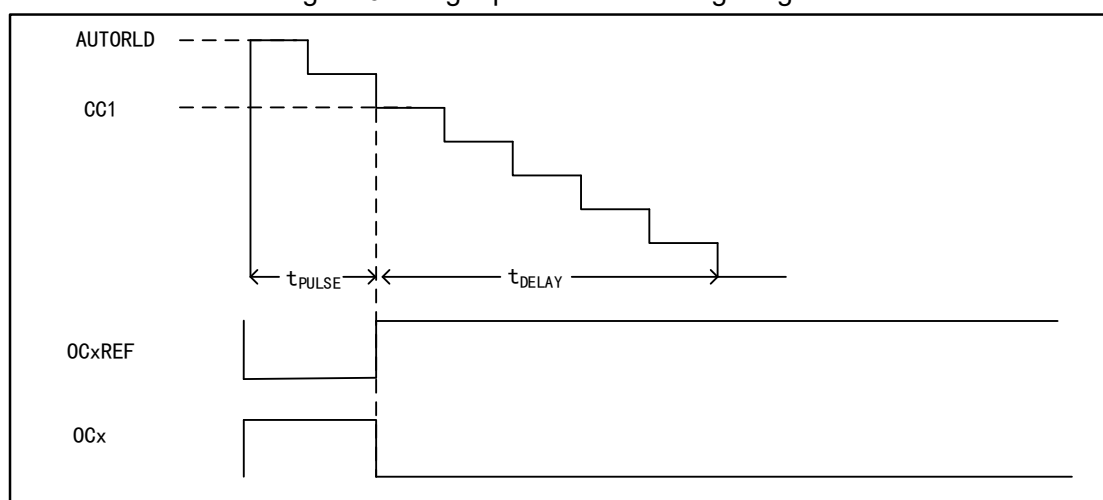 AUTORLD
CC1
tPULSE
tDELAY
OCxREF
OCx